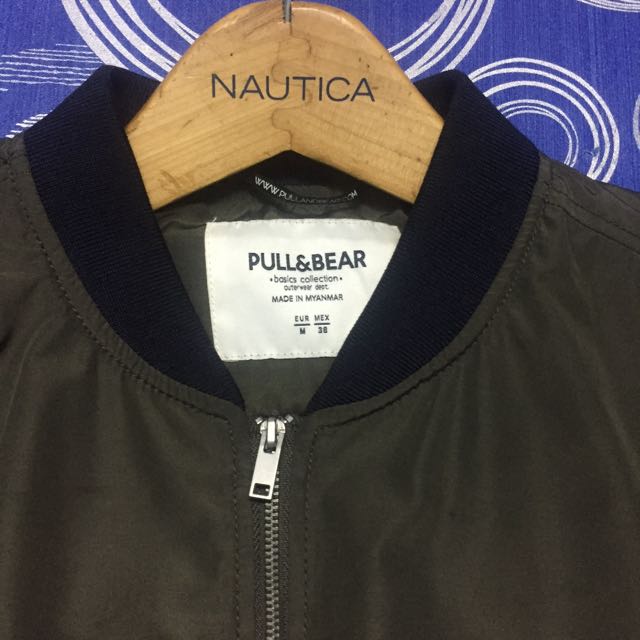 NAUTICA
WWW.PULLANDBEAR.COM
PULL&BEAR
•basics collection•
outerwear dept.
MADE IN MYANMAR
EUR MEX
M 38